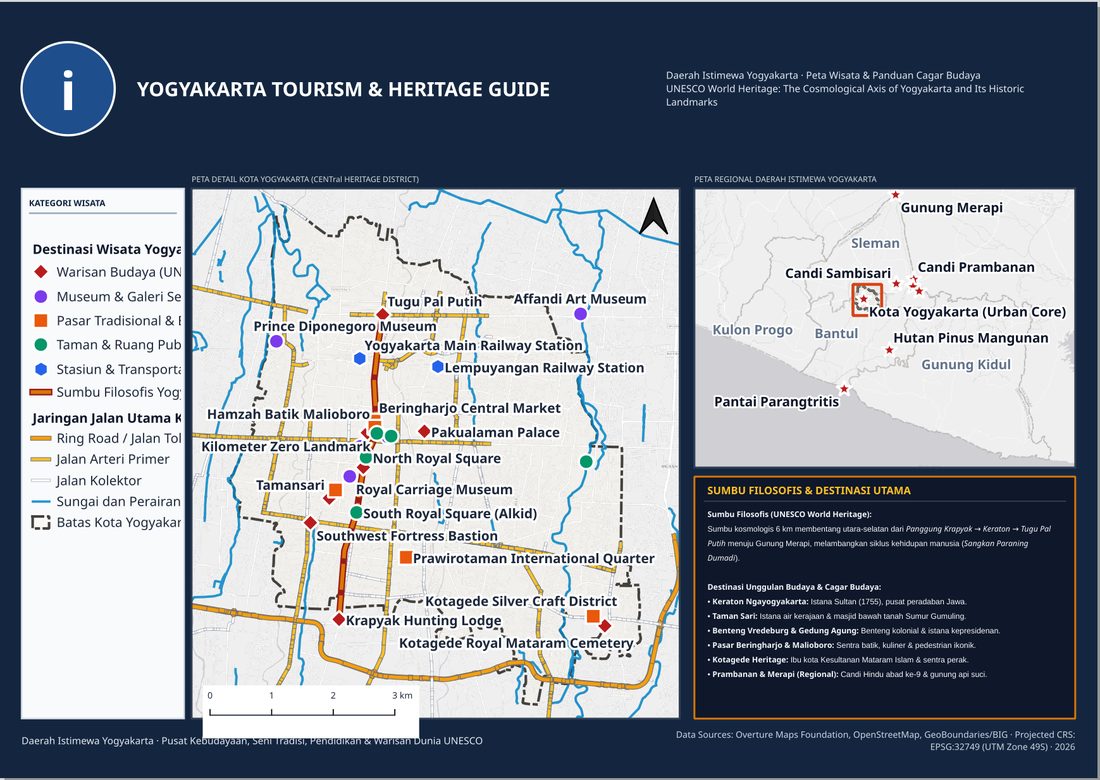 i
YOGYAKARTA TOURISM & HERITAGE GUIDE
Daerah Istimewa Yogyakarta · Peta Wisata & Panduan Cagar Budaya
UNESCO World Heritage: The Cosmological Axis of Yogyakarta and Its Historic
Landmarks
KATEGORI WISATA
Destinasi Wisata Yogya
Warisan Budaya (UN
Museum & Galeri Se
Pasar Tradisional & E
Taman & Ruang Pub
Stasiun & Transporta
Sumbu Filosofis Yog
Jaringan Jalan Utama K
Ring Road / Jalan Tol
Jalan Arteri Primer
Jalan Kolektor
Sungai dan Perairan
Batas Kota Yogyakar
PETA DETAIL KOTA YOGYAKARTA (CENTral HERITAGE DISTRICT)
Tugu Pal Putih
Affandi Art Museum
Prince Diponegoro Museum
Yogyakarta Main Railway Station
Lempuyangan Railway Station
Hamzah Batik Malioboro
Beringharjo Central Market
Pakualaman Palace
Kilometer Zero Landmark
North Royal Square
Tamansari
Royal Carriage Museum
South Royal Square (Alkid)
Southwest Fortress Bastion
Prawirotaman International Quarter
Kotagede Silver Craft District
Krapyak Hunting Lodge
Kotagede Royal Mataram Cemetery
0 1 2 3 km
PETA REGIONAL DAERAH ISTIMEWA YOGYAKARTA
Gunung Merapi
Sleman
Candi Sambisari
Candi Prambanan
Kota Yogyakarta (Urban Core)
Kulon Progo
Bantul
Hutan Pinus Mangunan
Gunung Kidul
Pantai Parangtritis
SUMBU FILOSOFIS & DESTINASI UTAMA
Sumbu Filosofis (UNESCO World Heritage):
Sumbu kosmologis 6 km membentang utara-selatan dari Panggung Krapyak → Keraton → Tugu Pal
Putih menuju Gunung Merapi, melambangkan siklus kehidupan manusia (Sangkan Paraning
Dumadi).
Destinasi Unggulan Budaya & Cagar Budaya:
• Keraton Ngayogyakarta: Istana Sultan (1755), pusat peradaban Jawa.
• Taman Sari: Istana air kerajaan & masjid bawah tanah Sumur Gumuling.
• Benteng Vredeburg & Gedung Agung: Benteng kolonial & istana kepresidenan.
• Pasar Beringharjo & Malioboro: Sentra batik, kuliner & pedestrian ikonik.
• Kotagede Heritage: Ibu kota Kesultanan Mataram Islam & sentra perak.
• Prambanan & Merapi (Regional): Candi Hindu abad ke-9 & gunung api suci.
Daerah Istimewa Yogyakarta · Pusat Kebudayaan, Seni Tradisi, Pendidikan & Warisan Dunia UNESCO
Data Sources: Overture Maps Foundation, OpenStreetMap, GeoBoundaries/BIG · Projected CRS:
EPSG:32749 (UTM Zone 49S) · 2026